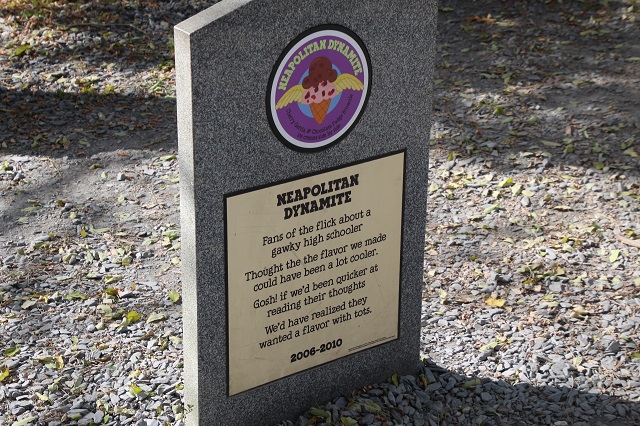 NEAPOLITAN DYNAMITE
NEAPOLITAN
DYNAMITE
Fans of the flick about a
gawky high schooler
Thought the the flavor we made
could have been a lot cooler.
Gosh! if we'd been quicker at
reading their thoughts
We'd have realized they
wanted a flavor with tots.
2006-2010